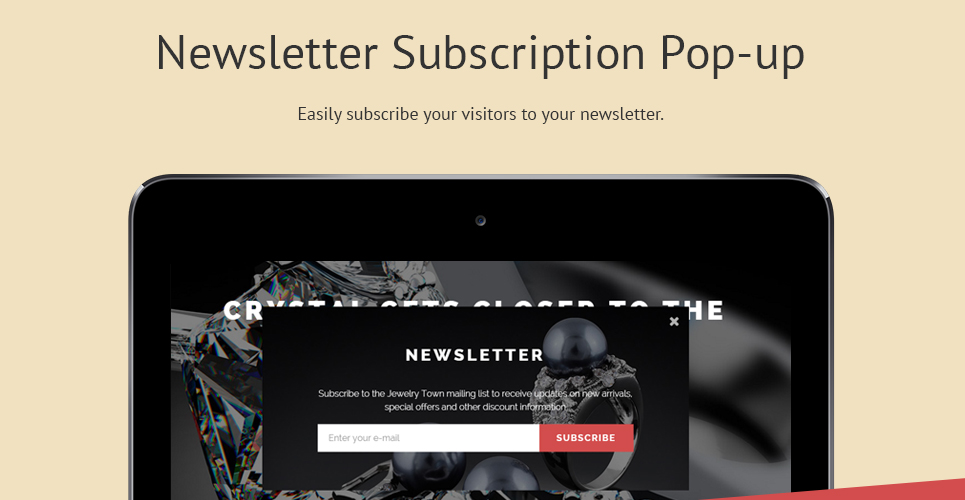 Newsletter Subscription Pop-up
Easily subscribe your visitors to your newsletter.
CRYSTAL GETS CLOSER TO THE
NEWSLETTER
Subscribe to the Jewelry Town mailing list to receive updates on new arrivals,
special offers and other discount information.
Enter your e-mail
SUBSCRIBE